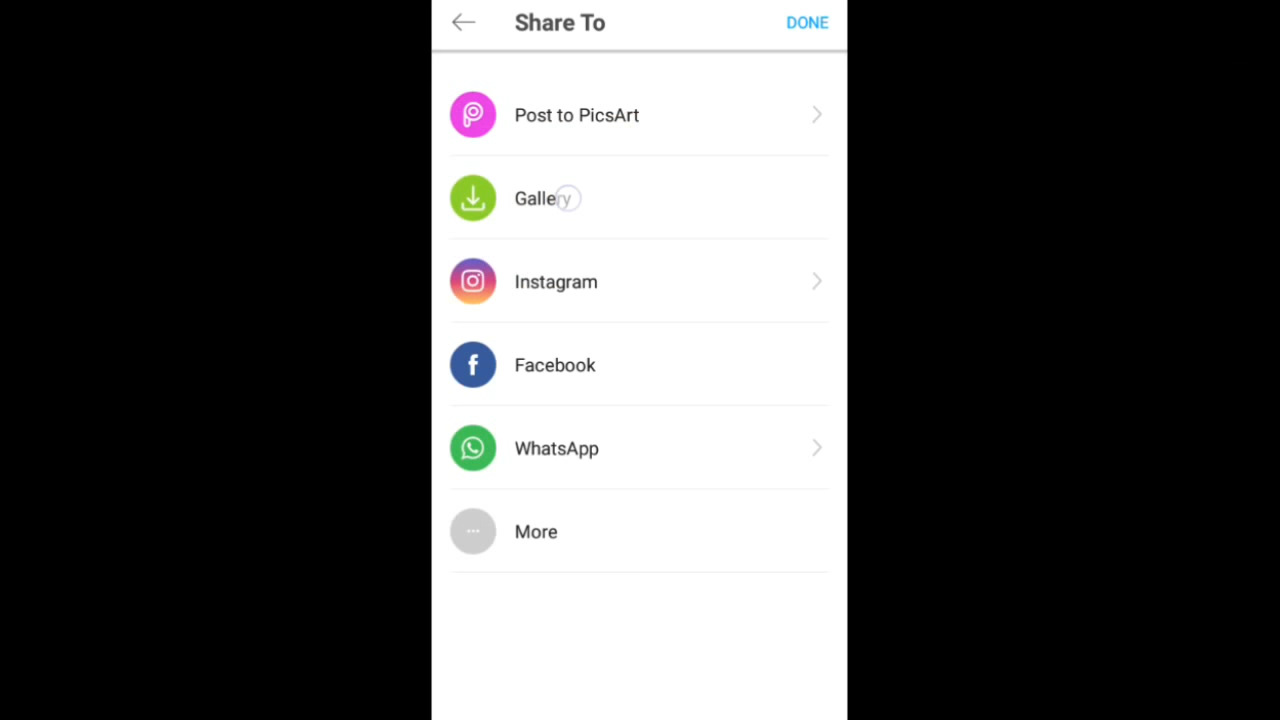 Share To
DONE
Post to PicsArt
Gallery
Instagram
Facebook
WhatsApp
More